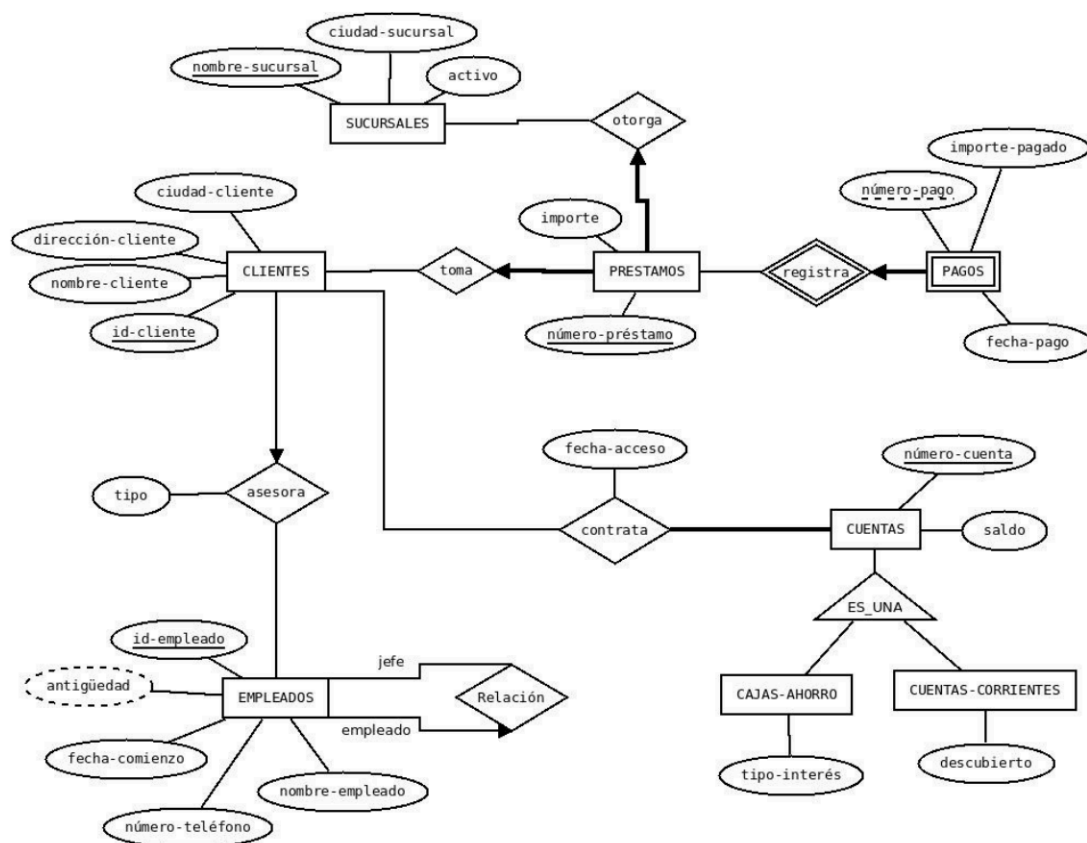 ciudad-sucursal
nombre-sucursal
activo
SUCURSALES
otorga
importe-pagado
número-pago
ciudad-cliente
dirección-cliente
nombre-cliente
id-cliente
CLIENTES
toma
importe
PRESTAMOS
número-préstamo
registra
PAGOS
fecha-pago
fecha-acceso
número-cuenta
tipo
asesora
contrata
CUENTAS
saldo
ES_UNA
id-empleado
antigüedad
EMPLEADOS
jefe
Relación
empleado
CAJAS-AHORRO
CUENTAS-CORRIENTES
fecha-comienzo
nombre-empleado
número-teléfono
tipo-interés
descubierto